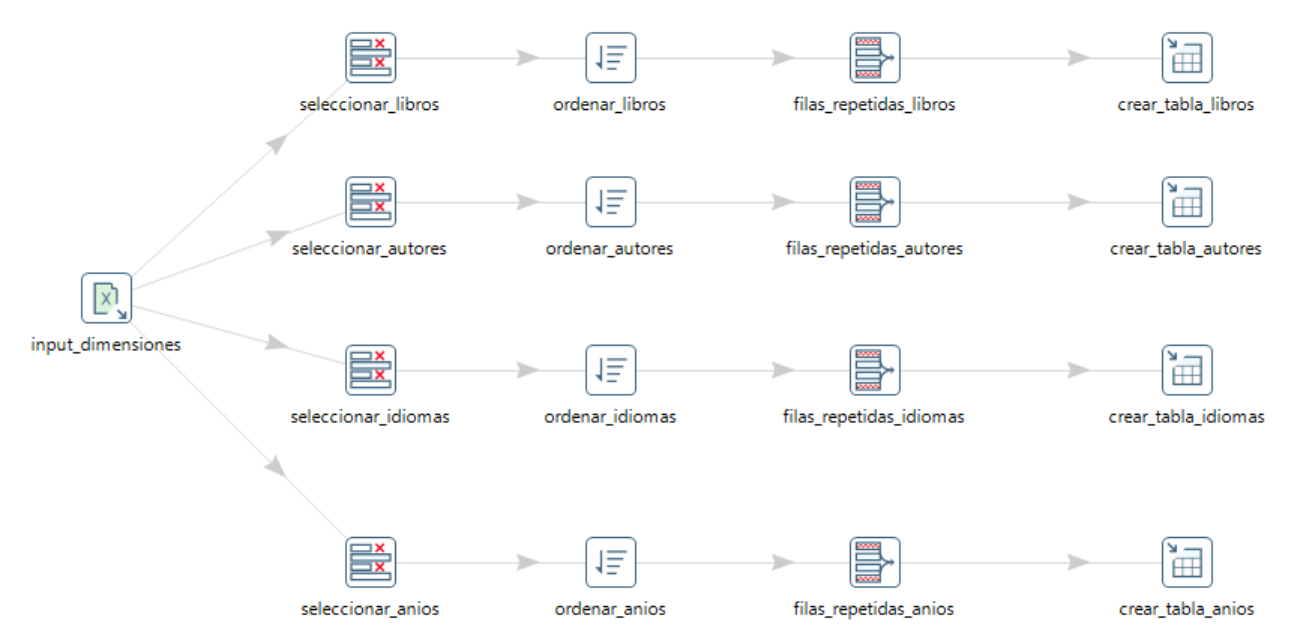 seleccionar_libros
ordenar_libros
filas_repetidas_libros
crear_tabla_libros
seleccionar_autores
ordenar_autores
filas_repetidas_autores
crear_tabla_autores
input_dimensiones
seleccionar_idiomas
ordenar_idiomas
filas_repetidas_idiomas
crear_tabla_idiomas
seleccionar_anios
ordenar_anios
filas_repetidas_anios
crear_tabla_anios